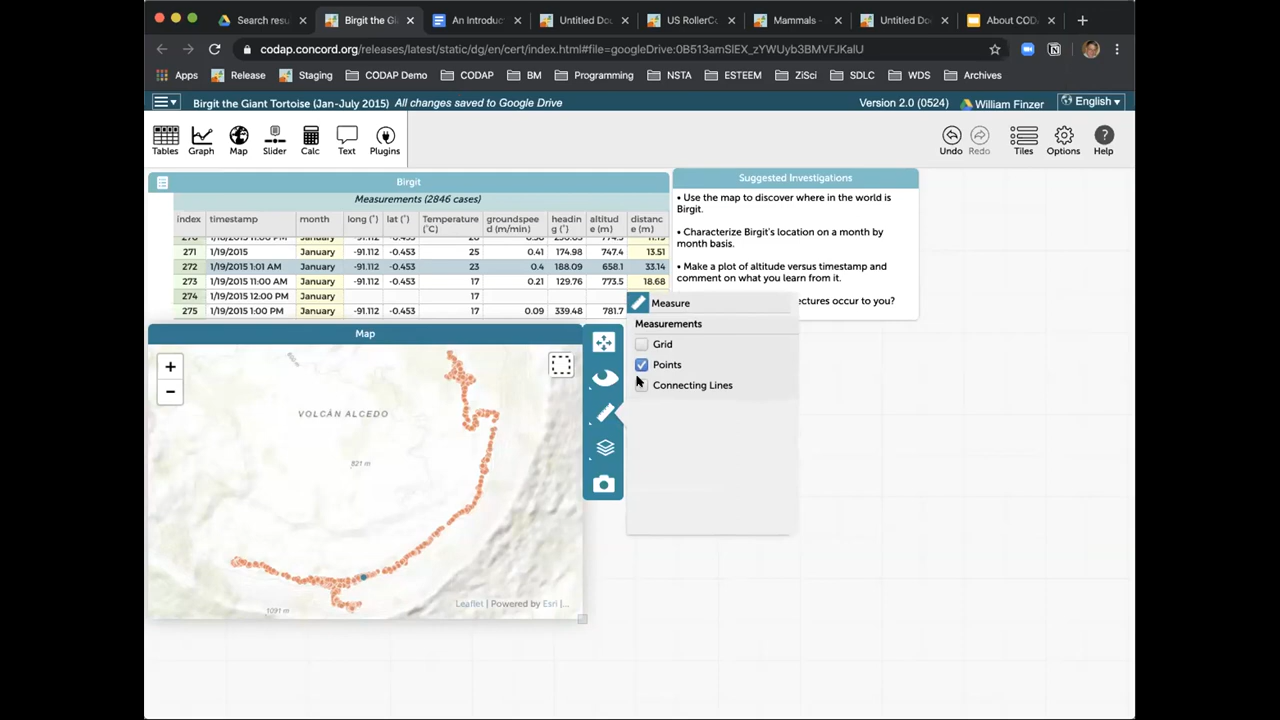 Search resu
Birgit the Gia
An Introduc
Untitled Dou
US RollerCo
Mammals -
Untitled Dou
About COD
codap.concord.org/releases/latest/static/dg/en/cert/index.html#file=googleDrive:0B513amSlEX_zYWUyb3BMVFJKalU
Apps Release Staging CODAP Demo CODAP BM Programming NSTA ESTEEM ZiSci SDLC WDS Archives
Birgit the Giant Tortoise (Jan-July 2015) All changes saved to Google Drive
Version 2.0 (0524) William Finzer English
Tables Graph Map Slider Calc Text Plugins
Undo Redo Tiles Options Help
Birgit
Measurements (2846 cases)
index timestamp month long (°) lat (°) Temperature (°C) groundspee d (m/min) headin g (°) altitud e (m) distanc e (m)
271 1/19/2015 January -91.112 -0.453 25 0.41 174.98 747.4 13.51
272 1/19/2015 1:01 AM January -91.112 -0.453 23 0.4 188.09 658.1 33.14
273 1/19/2015 11:00 AM January -91.112 -0.453 17 0.21 129.76 773.5 18.68
274 1/19/2015 12:00 PM January 17
275 1/19/2015 1:00 PM January -91.112 -0.453 17 0.09 339.48 781.7
Suggested Investigations
• Use the map to discover where in the world is
Birgit.
• Characterize Birgit's location on a month by
month basis.
• Make a plot of altitude versus timestamp and
comment on what you learn from it.
ectures occur to you?
Measure
Measurements
Grid
Points
Connecting Lines
Map
+
−
VOLCÁN ALCEDO
821 m
1091 m
Leaflet | Powered by Esri |...